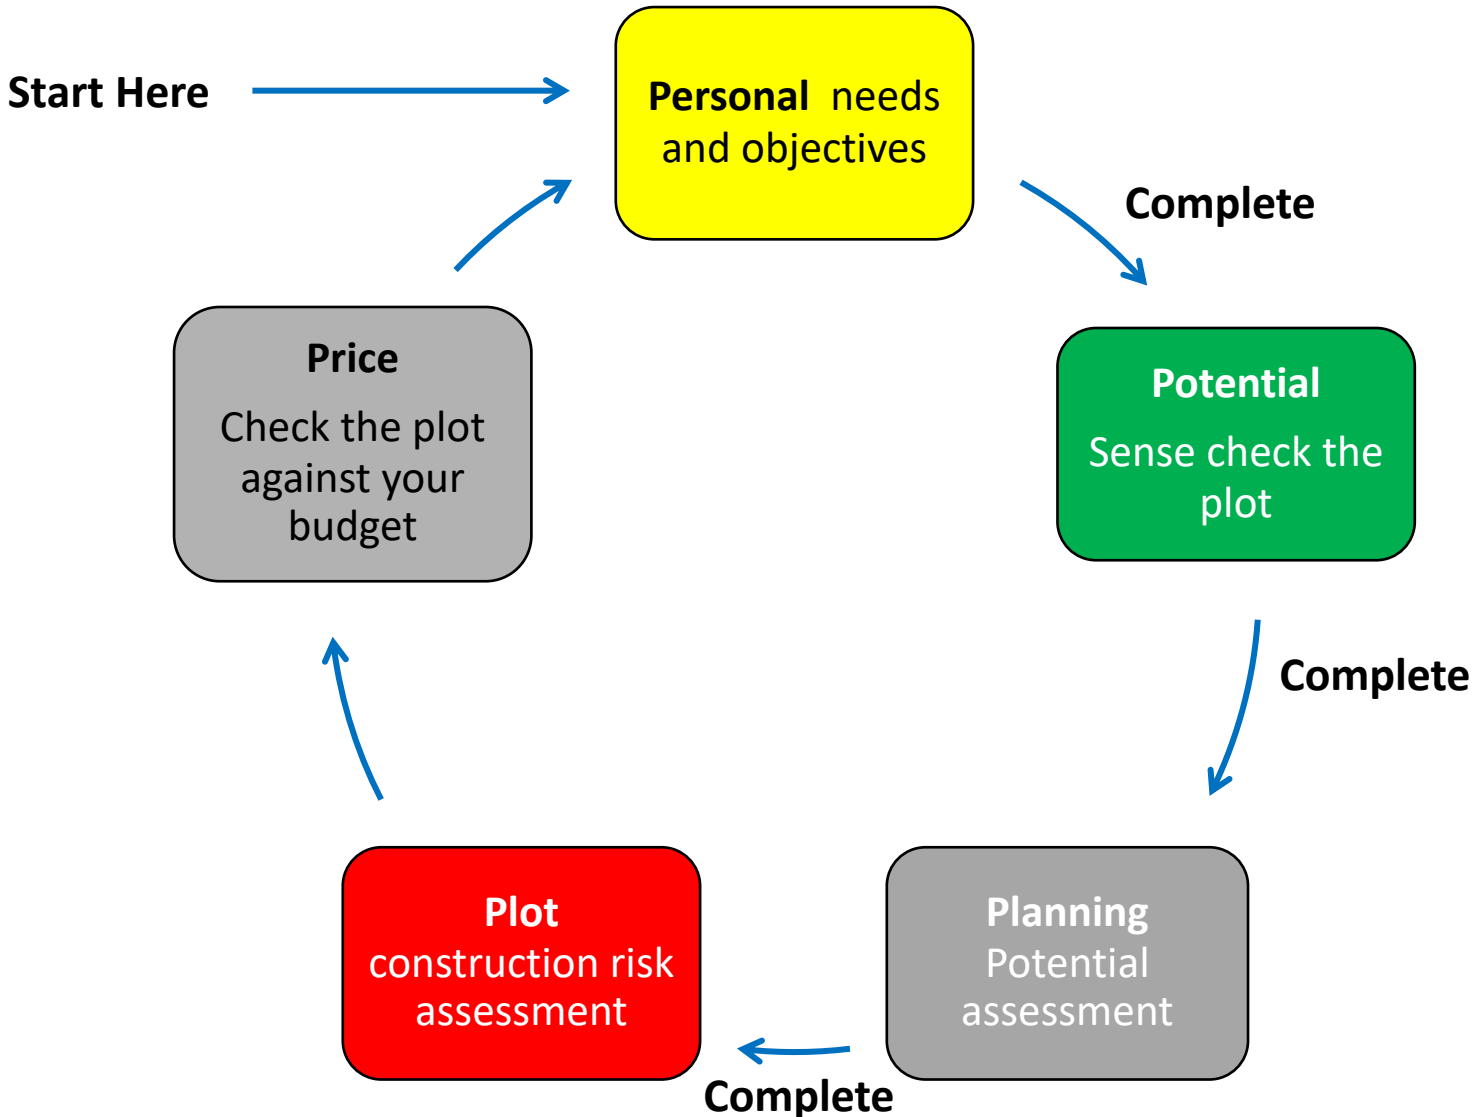 Start Here
Personal  needs
and objectives
Complete
Potential
Sense check the
plot
Complete
Planning
Potential
assessment
Complete
Plot
construction risk
assessment
Price
Check the plot
against your
budget